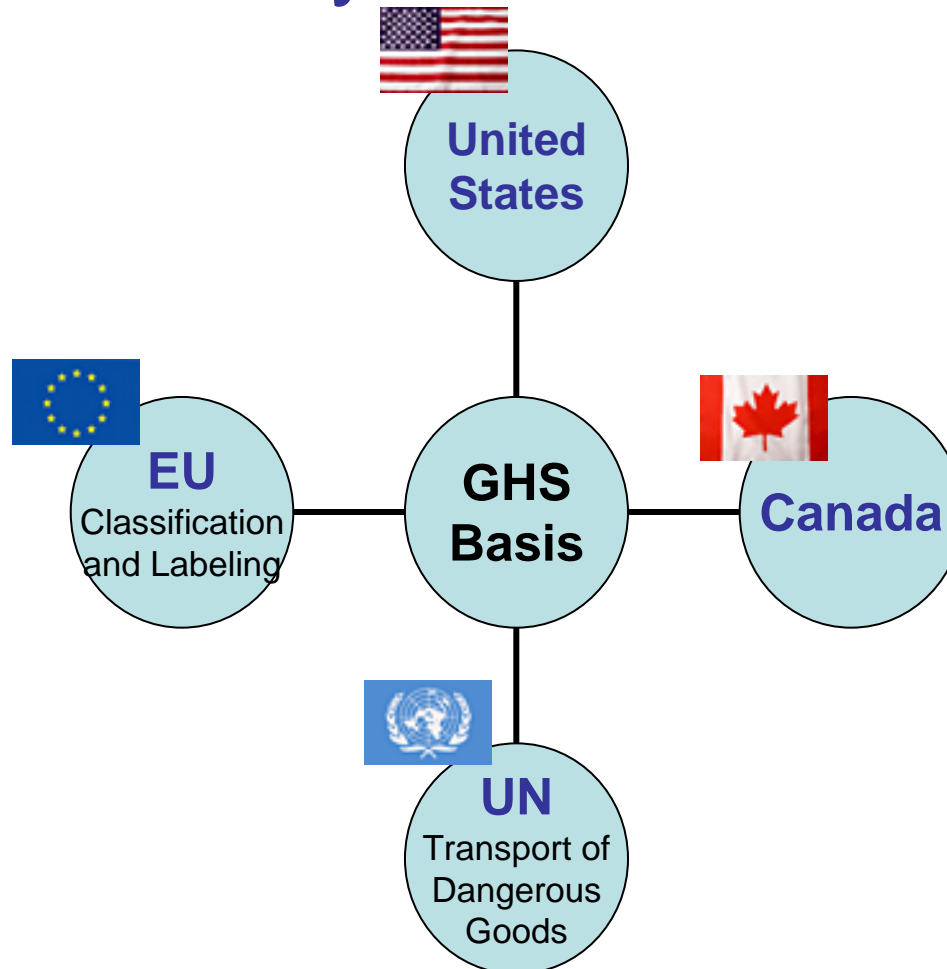 United
States
EU
Classification
and Labeling
GHS
Basis
Canada
UN
Transport of
Dangerous
Goods